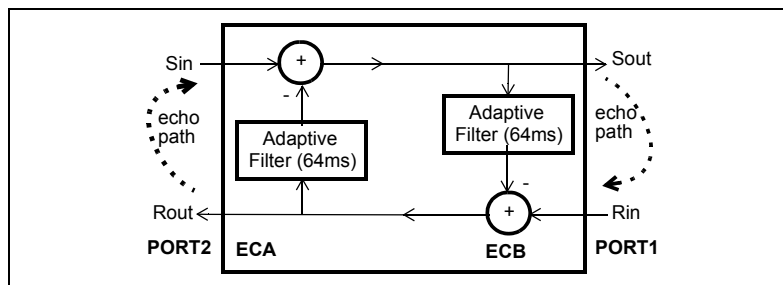 Sin
+
Sout
-
echo
path
Adaptive
Filter (64ms)
Adaptive
Filter (64ms)
echo
path
-
Rout
+
Rin
PORT2
ECA
ECB
PORT1